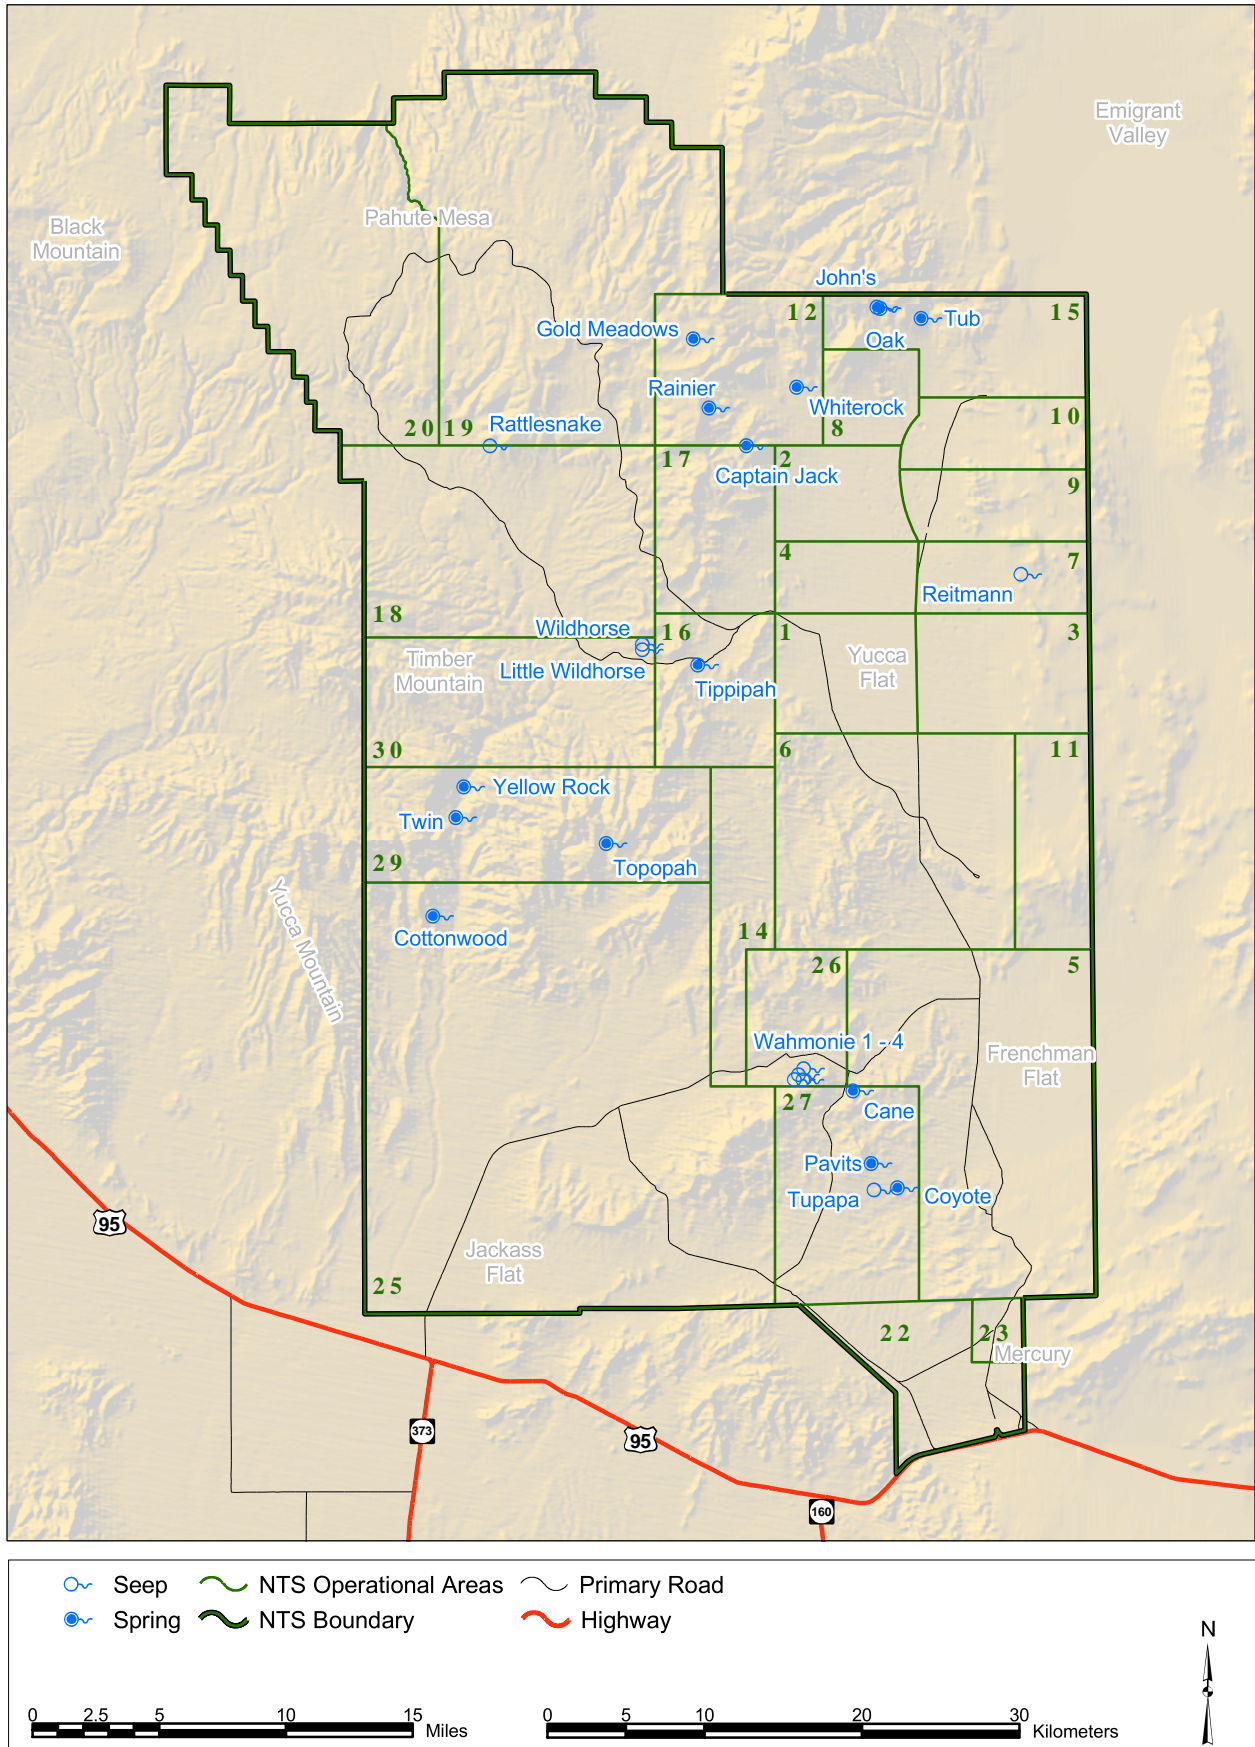 Emigrant
Valley
Black
Mountain
Pahute Mesa
John's
12
15
Gold Meadows
Tub
Oak
Rainier
Whiterock
10
20
19
Rattlesnake
8
17
2
Captain Jack
9
4
7
Reitmann
18
Wildhorse
16
1
3
Timber
Mountain
Little Wildhorse
Yucca
Flat
Tippipah
30
6
11
Yellow Rock
Twin
29
Topopah
Yucca Mountain
Cottonwood
14
26
5
Wahmonie 1 - 4
Frenchman
Flat
27
Cane
Pavits
Tupapa
Coyote
95
Jackass
Flat
25
22
23
Mercury
373
95
160
Seep
NTS Operational Areas
Primary Road
Spring
NTS Boundary
Highway
N
0 2.5 5 10 15
Miles
0 5 10 20 30
Kilometers